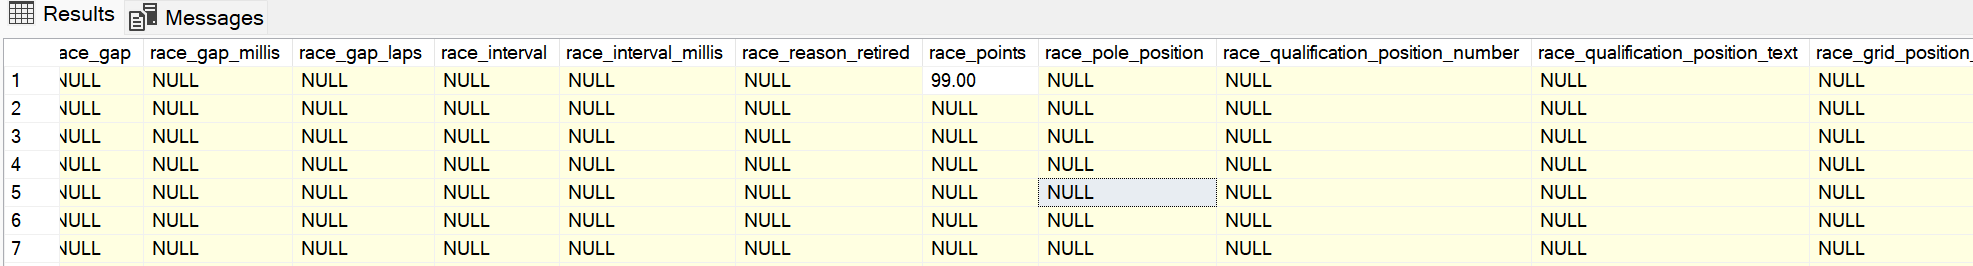 Results Messages
ace_gap race_gap_millis race_gap_laps race_interval race_interval_millis race_reason_retired race_points race_pole_position race_qualification_position_number race_qualification_position_text race_grid_position_
1 NULL NULL NULL NULL NULL NULL 99.00 NULL NULL NULL NULL
2 NULL NULL NULL NULL NULL NULL NULL NULL NULL NULL NULL
3 NULL NULL NULL NULL NULL NULL NULL NULL NULL NULL NULL
4 NULL NULL NULL NULL NULL NULL NULL NULL NULL NULL NULL
5 NULL NULL NULL NULL NULL NULL NULL NULL NULL NULL NULL
6 NULL NULL NULL NULL NULL NULL NULL NULL NULL NULL NULL
7 NULL NULL NULL NULL NULL NULL NULL NULL NULL NULL NULL